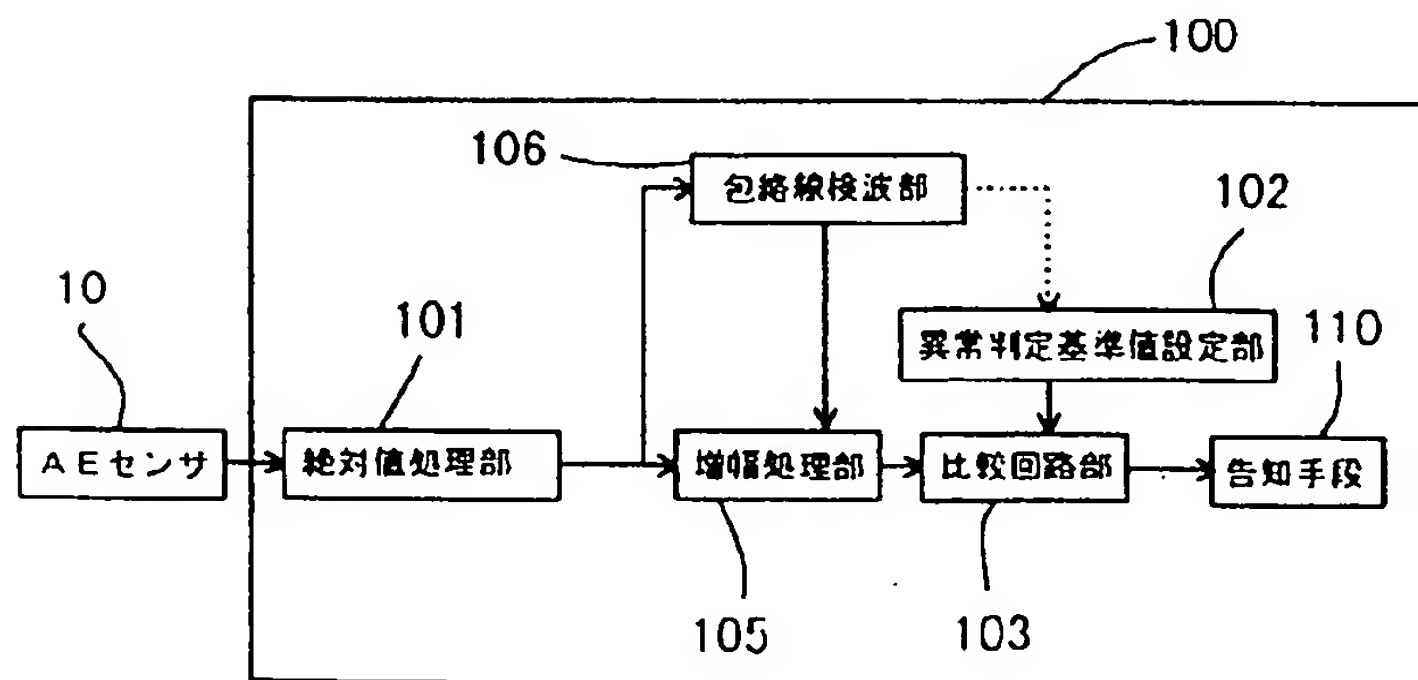 100
106
包絡線検波部
102
10
101
異常判定基準値設定部
110
AEセンサ
絶対値処理部
増幅処理部
比較回路部
告知手段
105
103